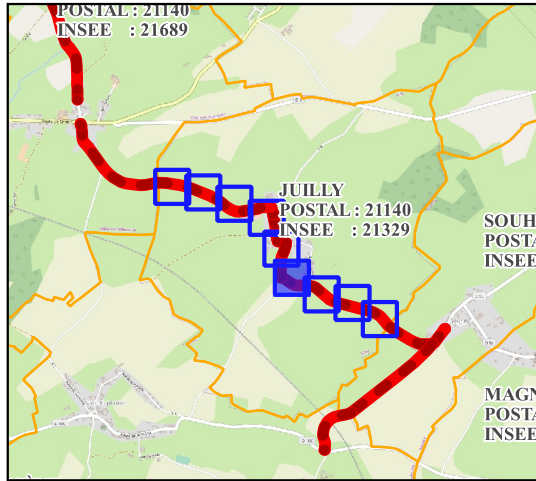 POSTAL : 21140
INSEE : 21689
JUILLY
POSTAL : 21140
INSEE : 21329
SOUH
POSTA
INSEE
MAGN
POSTA
INSEE